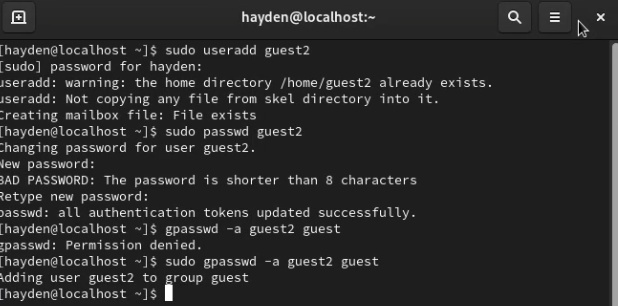 hayden@localhost:~
[hayden@localhost ~]$ sudo useradd guest2
[sudo] password for hayden:
useradd: warning: the home directory /home/guest2 already exists.
useradd: Not copying any file from skel directory into it.
Creating mailbox file: File exists
[hayden@localhost ~]$ sudo passwd guest2
Changing password for user guest2.
New password:
BAD PASSWORD: The password is shorter than 8 characters
Retype new password:
passwd: all authentication tokens updated successfully.
[hayden@localhost ~]$ gpasswd -a guest2 guest
gpasswd: Permission denied.
[hayden@localhost ~]$ sudo gpasswd -a guest2 guest
Adding user guest2 to group guest
[hayden@localhost ~]$